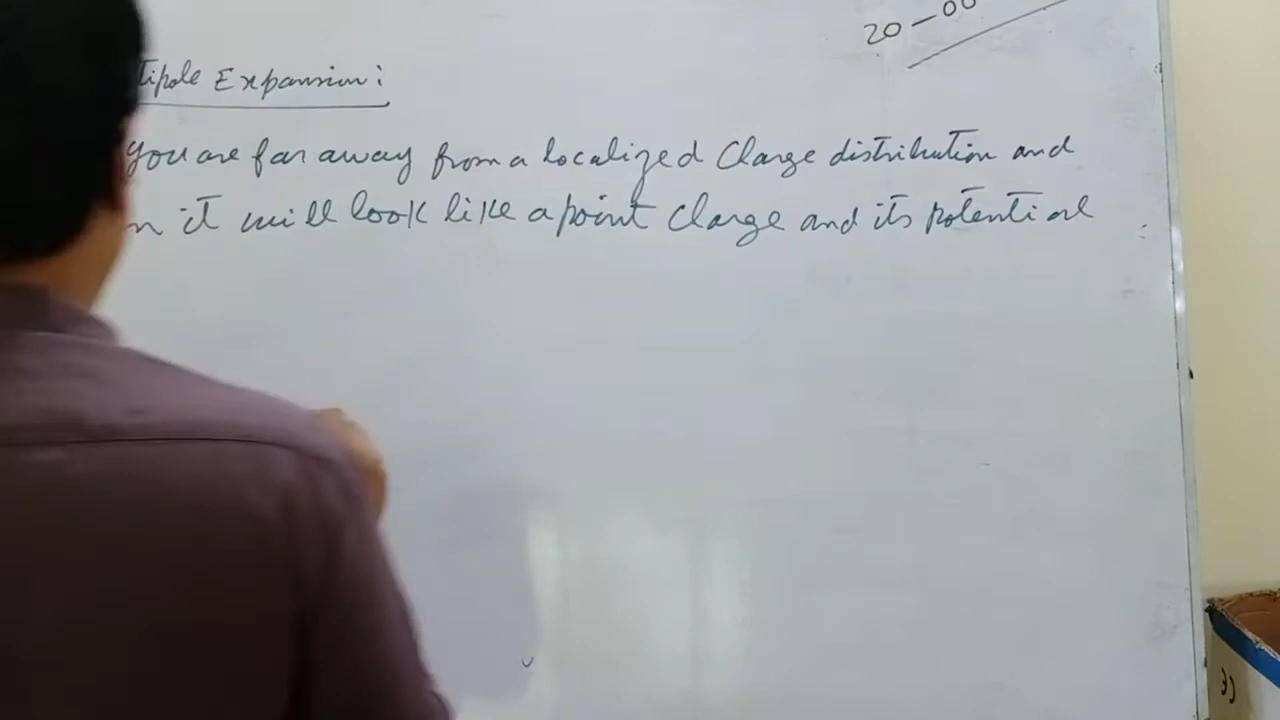 20-00
tipole Expansion:
you are far away from a localized Charge distribution and
n it will look like a point Charge and its potential
CE